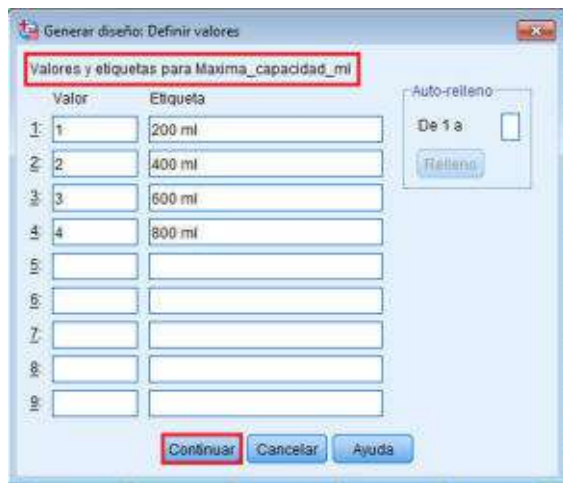 Generar diseño: Definir valores
Valores y etiquetas para Maxima_capacidad_ml
Valor Etiqueta
1: 1 200 ml
2: 2 400 ml
3: 3 600 ml
4: 4 800 ml
5:
6:
7:
8:
9:
Auto-relleno
De 1 a
Relleno
Continuar Cancelar Ayuda